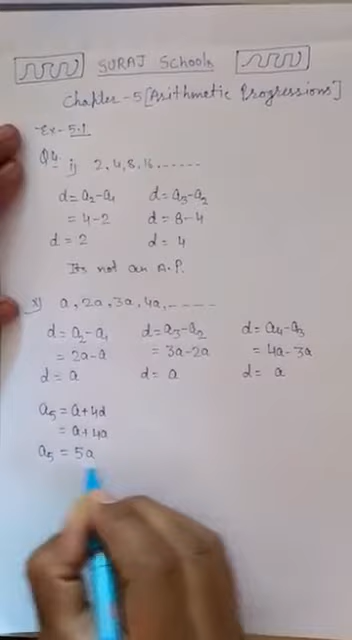 SURAJ Schools
Chapter-5[Arithmetic Progressions]
Ex-5.1
Q4. i) 2, 4, 8, 16, ------
d = a₂-a₁ d = a₃-a₂
= 4-2 d = 8-4
d = 2 d = 4
Its not an A.P.
x) a, 2a, 3a, 4a, -----
d = a₂-a₁ d = a₃-a₂ d = a₄-a₃
= 2a-a = 3a-2a = 4a-3a
d = a d = a d = a
a₅ = a+4d
= a+4a
a₅ = 5a